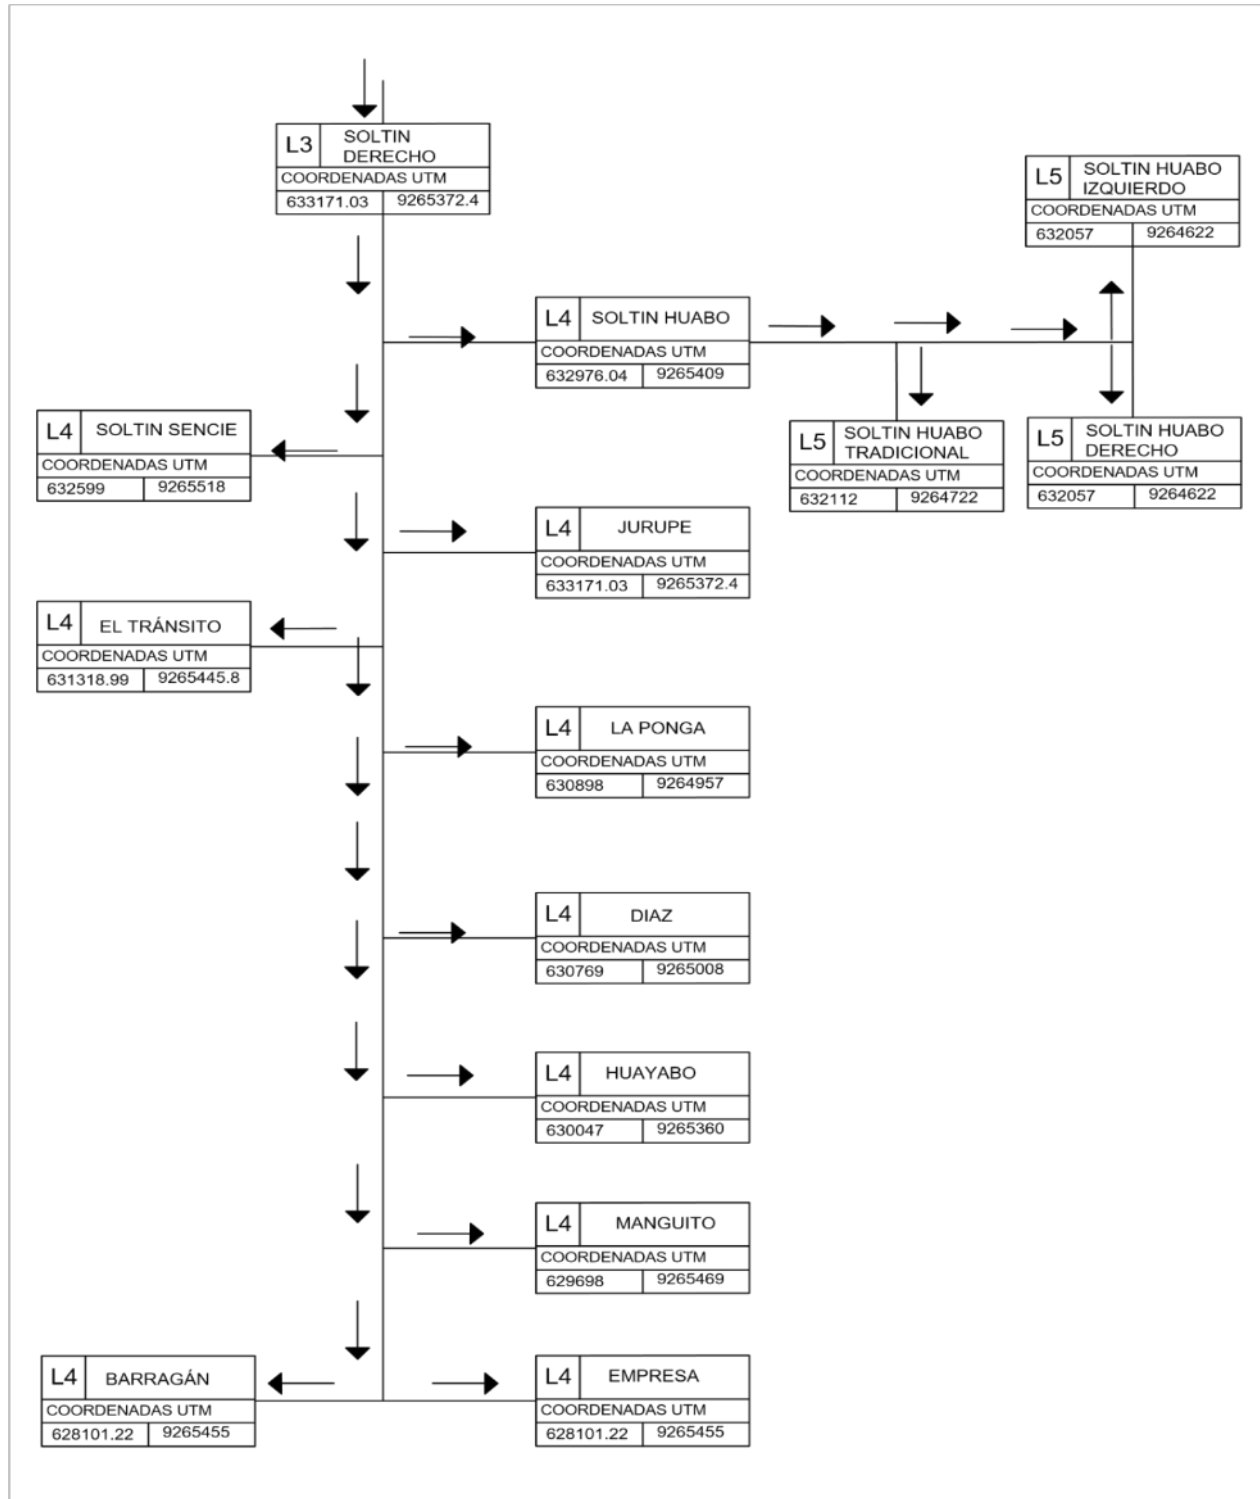 L3
SOLTIN
DERECHO
COORDENADAS UTM
633171.03 9265372.4
L5
SOLTIN HUABO
IZQUIERDO
COORDENADAS UTM
632057 9264622
L4 SOLTIN HUABO
COORDENADAS UTM
632976.04 9265409
L4 SOLTIN SENCIE
COORDENADAS UTM
632599 9265518
L5
SOLTIN HUABO
TRADICIONAL
COORDENADAS UTM
632112 9264722
L5
SOLTIN HUABO
DERECHO
COORDENADAS UTM
632057 9264622
L4 JURUPE
COORDENADAS UTM
633171.03 9265372.4
L4 EL TRÁNSITO
COORDENADAS UTM
631318.99 9265445.8
L4 LA PONGA
COORDENADAS UTM
630898 9264957
L4 DIAZ
COORDENADAS UTM
630769 9265008
L4 HUAYABO
COORDENADAS UTM
630047 9265360
L4 MANGUITO
COORDENADAS UTM
629698 9265469
L4 BARRAGÁN
COORDENADAS UTM
628101.22 9265455
L4 EMPRESA
COORDENADAS UTM
628101.22 9265455